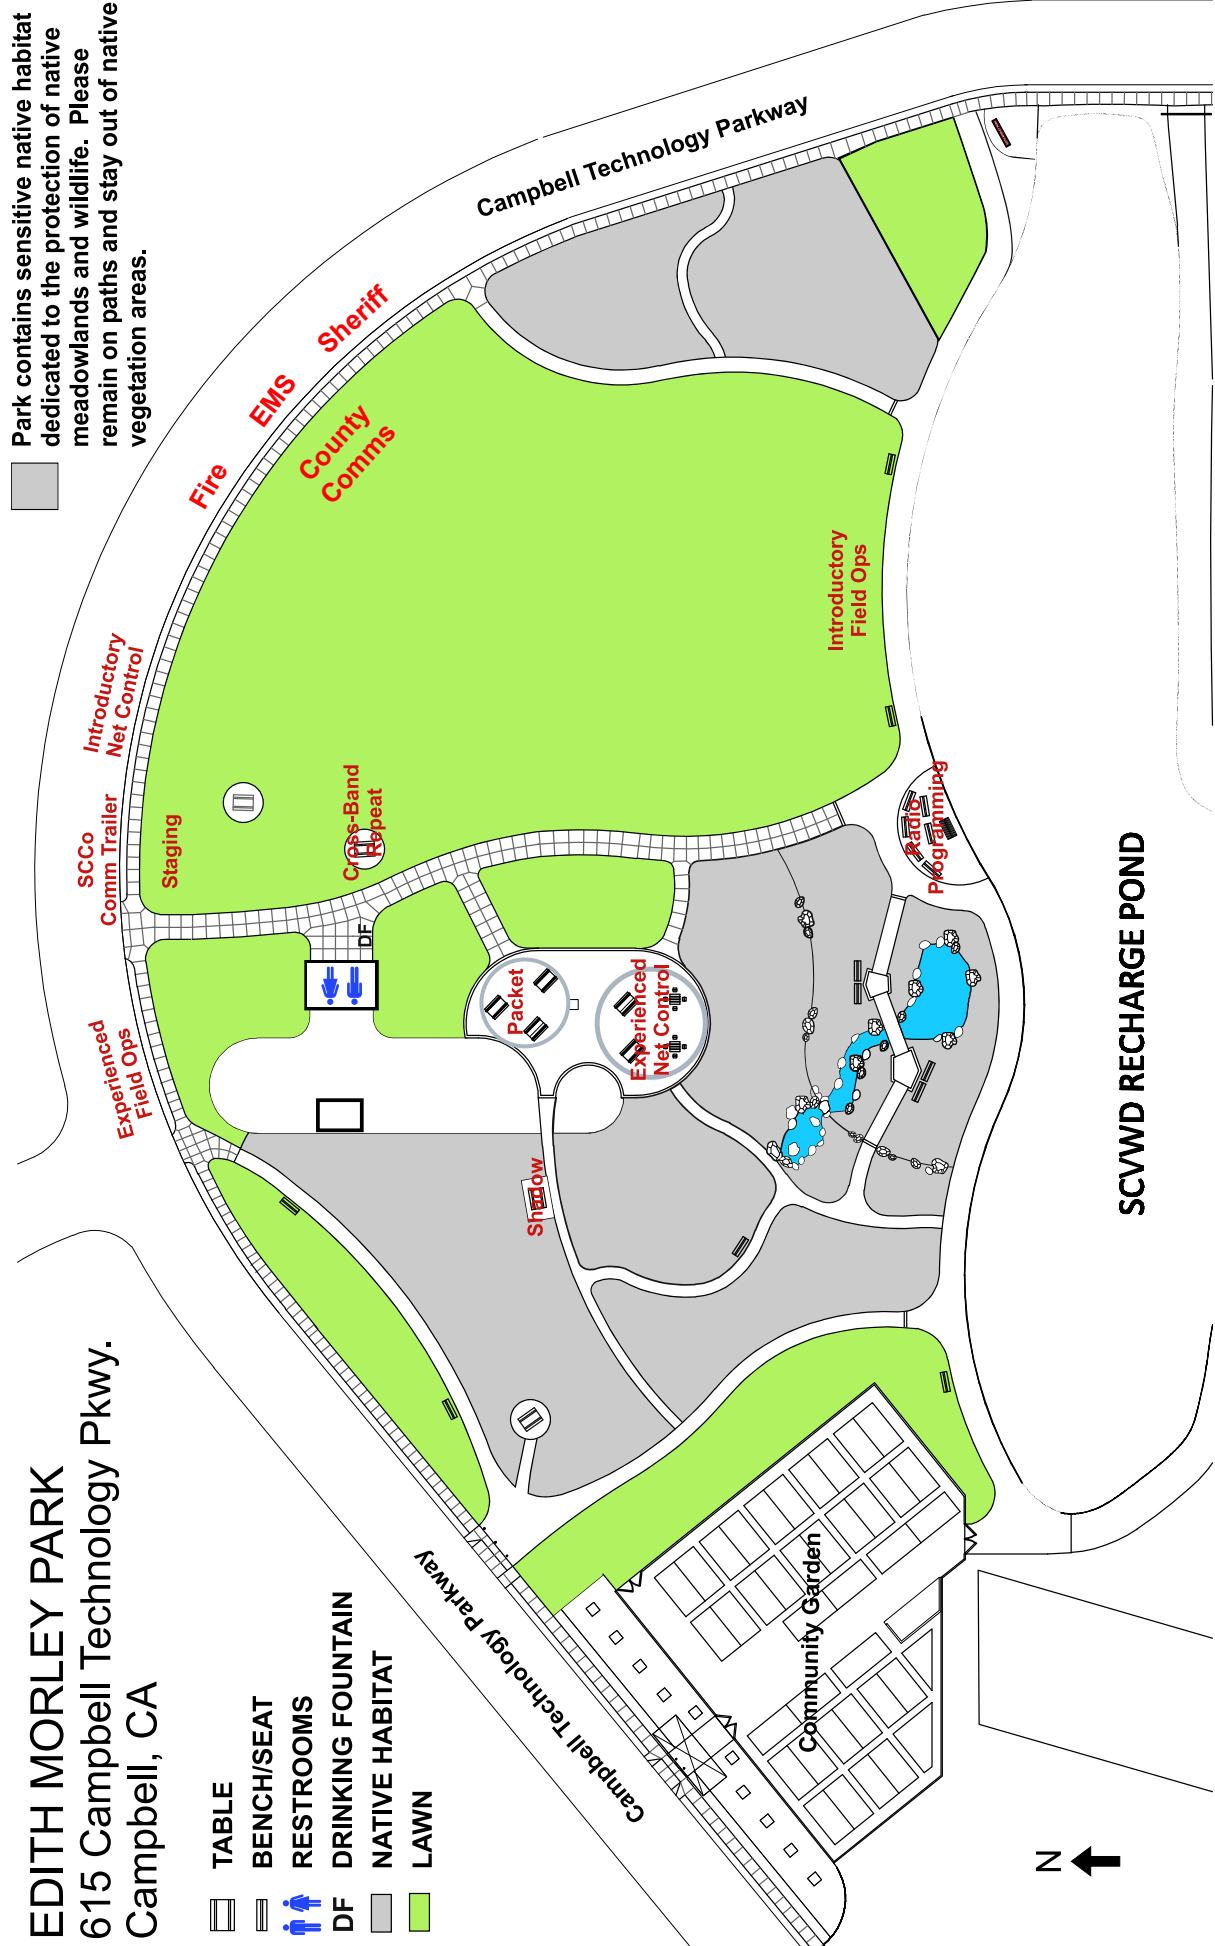 EDITH MORLEY PARK
615 Campbell Technology Pkwy.
Campbell, CA
TABLE
BENCH/SEAT
RESTROOMS
DF DRINKING FOUNTAIN
NATIVE HABITAT
LAWN
Park contains sensitive native habitat
dedicated to the protection of native
meadowlands and wildlife. Please
remain on paths and stay out of native
vegetation areas.
Experienced
Field Ops
SCCo
Comm Trailer
Introductory
Net Control
Staging
Fire
EMS
Sheriff
County
Comms
Campbell Technology Parkway
DF
Cross-Band
Repeat
Packet
Experienced
Net Control
Shadow
Introductory
Field Ops
Radio
Programming
Campbell Technology Parkway
Community Garden
SCVWD RECHARGE POND
N